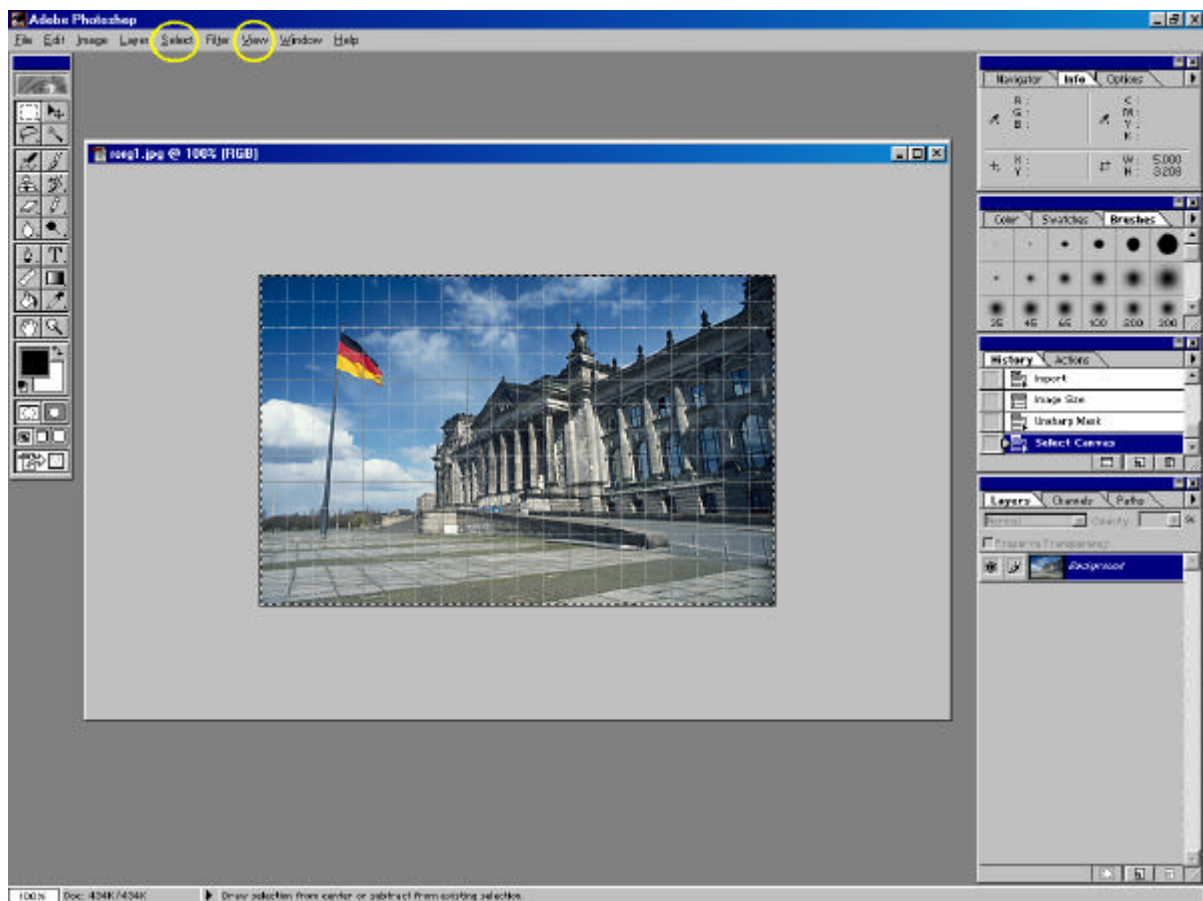 Adobe Photoshop
File Edit Image Layer Select Filter View Window Help
Navigator Info Options
R :
G :
B :
C :
M :
Y :
K :
X :
Y :
W : 5.000
H : 3.208
song1.jpg @ 100% (RGB)
Color Swatches Brushes
35 45 65 100 200 300
History Actions
Import
Image Size
Unsharp Mask
Select Canvas
Layers Channels Paths
Normal Opacity: %
Preserve Transparency
Background
100% Doc: 434K/434K Draw selection from center or subtract from existing selection.